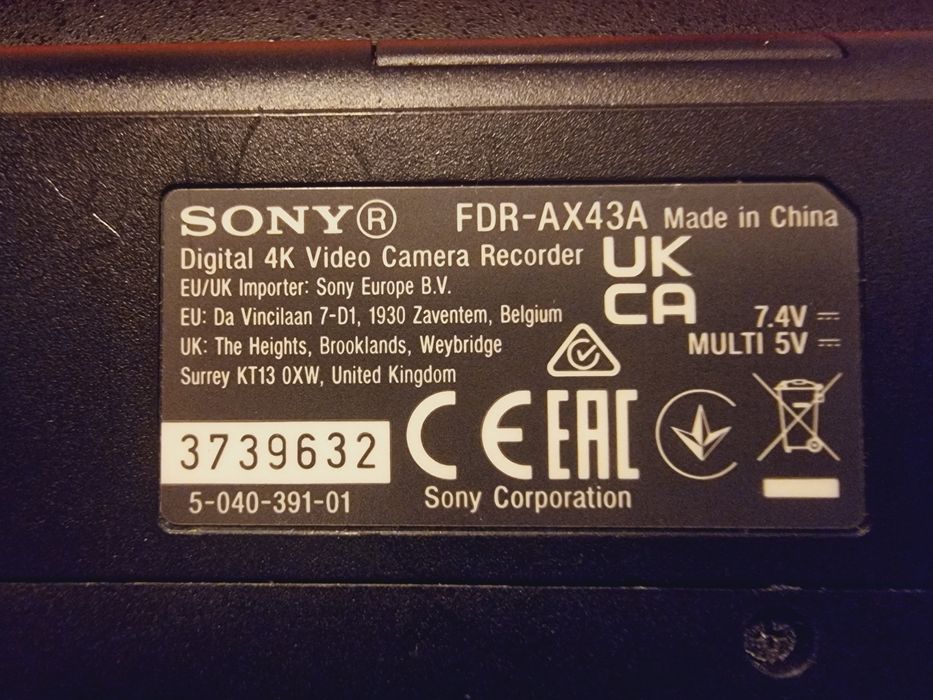 SONY® FDR-AX43A Made in China
Digital 4K Video Camera Recorder
UK
CA
EU/UK Importer: Sony Europe B.V.
EU: Da Vincilaan 7-D1, 1930 Zaventem, Belgium
UK: The Heights, Brooklands, Weybridge
Surrey KT13 0XW, United Kingdom
7.4V ⎓
MULTI 5V ⎓
CE EAC
3739632
5-040-391-01
Sony Corporation